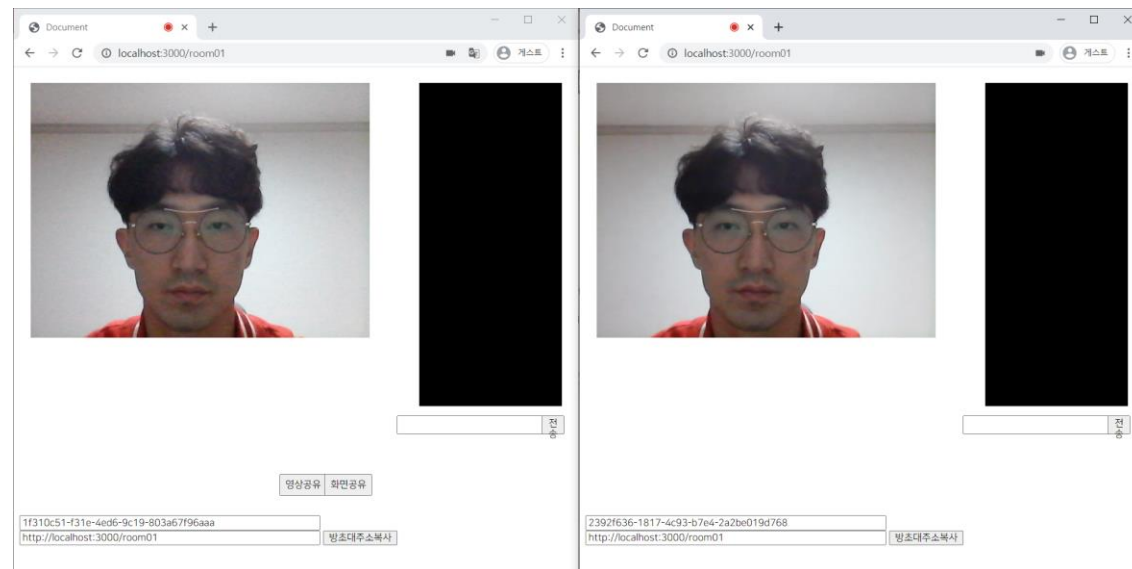 Document
localhost:3000/room01
게스트
전송
영상공유 화면공유
1f310c51-f31e-4ed6-9c19-803a67f96aaa
http://localhost:3000/room01 방초대주소복사
Document
localhost:3000/room01
게스트
전송
2392f636-1817-4c93-b7e4-2a2be019d768
http://localhost:3000/room01 방초대주소복사